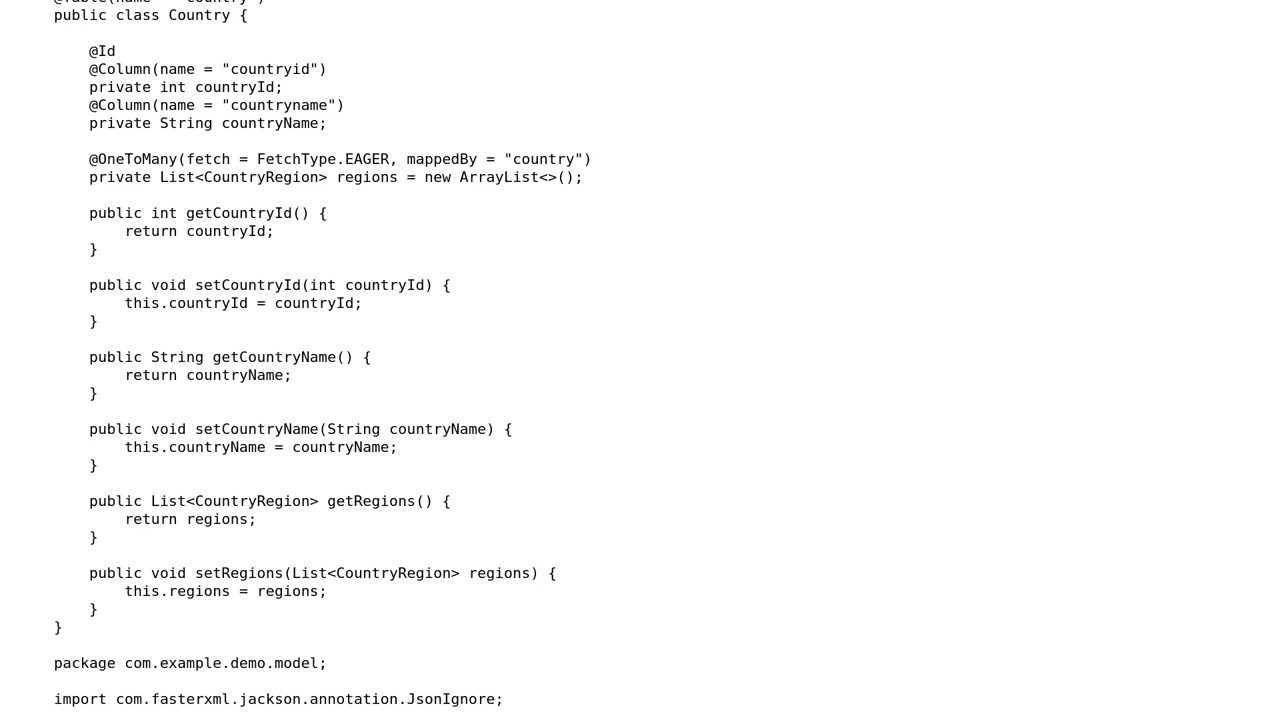 @Table(name = "country")
public class Country {
@Id
@Column(name = "countryid")
private int countryId;
@Column(name = "countryname")
private String countryName;
@OneToMany(fetch = FetchType.EAGER, mappedBy = "country")
private List<CountryRegion> regions = new ArrayList<>();
public int getCountryId() {
return countryId;
}
public void setCountryId(int countryId) {
this.countryId = countryId;
}
public String getCountryName() {
return countryName;
}
public void setCountryName(String countryName) {
this.countryName = countryName;
}
public List<CountryRegion> getRegions() {
return regions;
}
public void setRegions(List<CountryRegion> regions) {
this.regions = regions;
}
}
package com.example.demo.model;
import com.fasterxml.jackson.annotation.JsonIgnore;